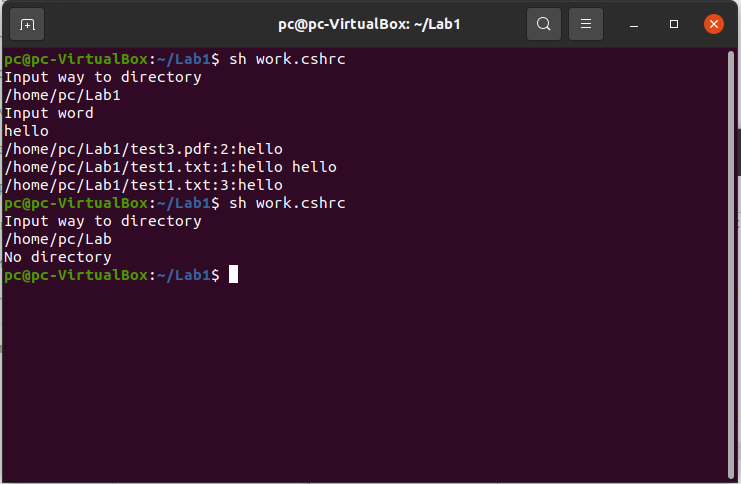 pc@pc-VirtualBox: ~/Lab1
pc@pc-VirtualBox:~/Lab1$ sh work.cshrc
Input way to directory
/home/pc/Lab1
Input word
hello
/home/pc/Lab1/test3.pdf:2:hello
/home/pc/Lab1/test1.txt:1:hello hello
/home/pc/Lab1/test1.txt:3:hello
pc@pc-VirtualBox:~/Lab1$ sh work.cshrc
Input way to directory
/home/pc/Lab
No directory
pc@pc-VirtualBox:~/Lab1$